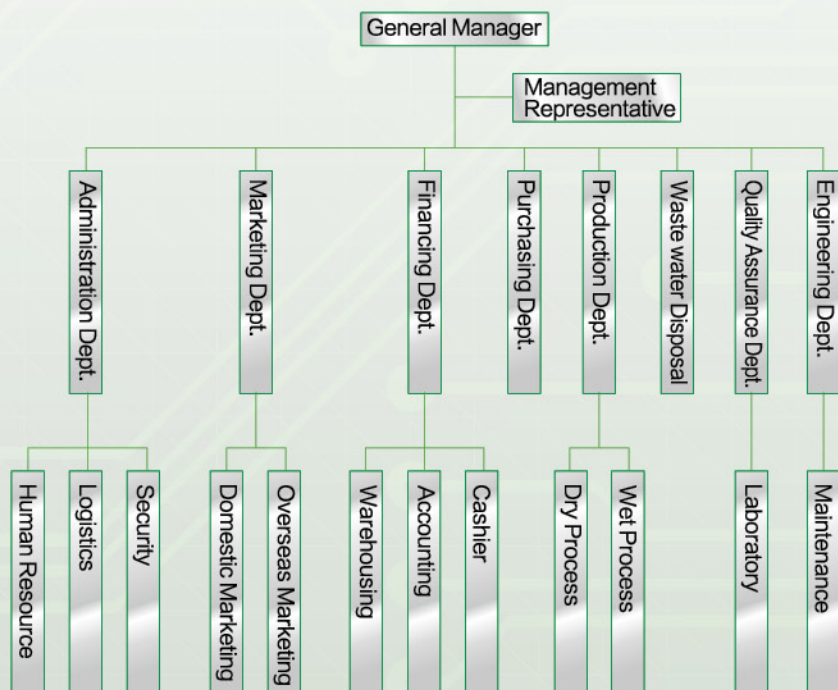 General Manager
Management
Representative
Administration Dept.
Marketing Dept.
Financing Dept.
Purchasing Dept.
Production Dept.
Waste water Disposal
Quality Assurance Dept.
Engineering Dept.
Human Resource
Logistics
Security
Domestic Marketing
Overseas Marketing
Warehousing
Accounting
Cashier
Dry Process
Wet Process
Laboratory
Maintenance